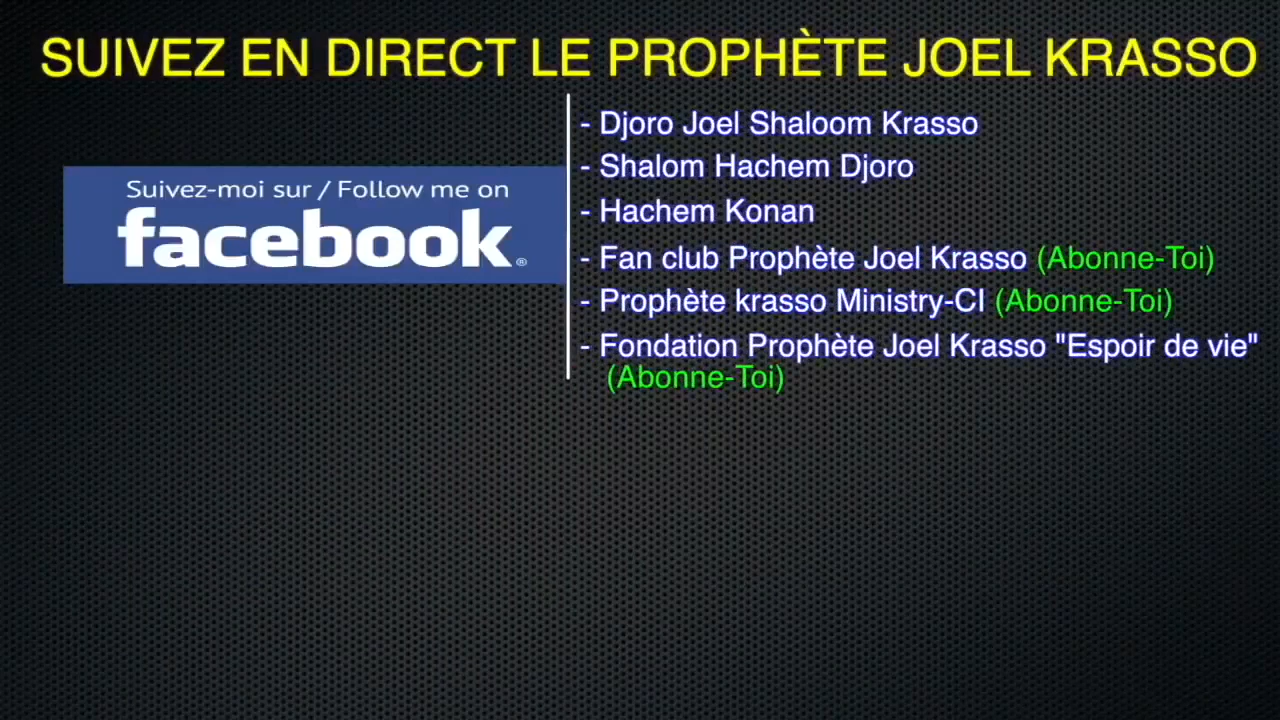 SUIVEZ EN DIRECT LE PROPHÈTE JOEL KRASSO
Suivez-moi sur / Follow me on
facebook®
- Djoro Joel Shaloom Krasso
- Shalom Hachem Djoro
- Hachem Konan
- Fan club Prophète Joel Krasso (Abonne-Toi)
- Prophète krasso Ministry-CI (Abonne-Toi)
- Fondation Prophète Joel Krasso "Espoir de vie"
(Abonne-Toi)